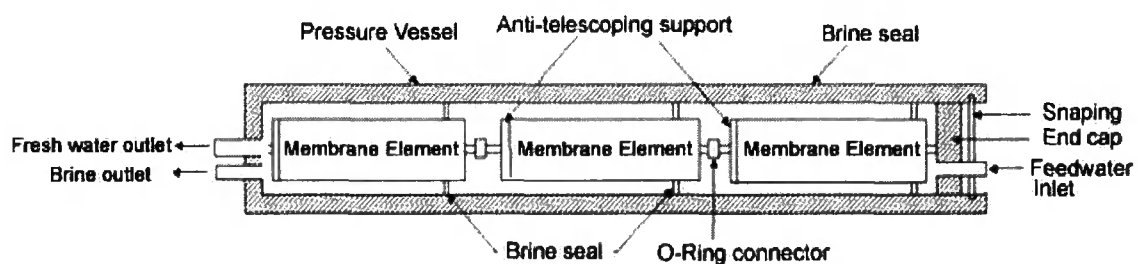 Pressure Vessel
Anti-telescoping support
Brine seal
Snaping
End cap
Feedwater
Inlet
Fresh water outlet
Brine outlet
Membrane Element
Membrane Element
Membrane Element
Brine seal
O-Ring connector